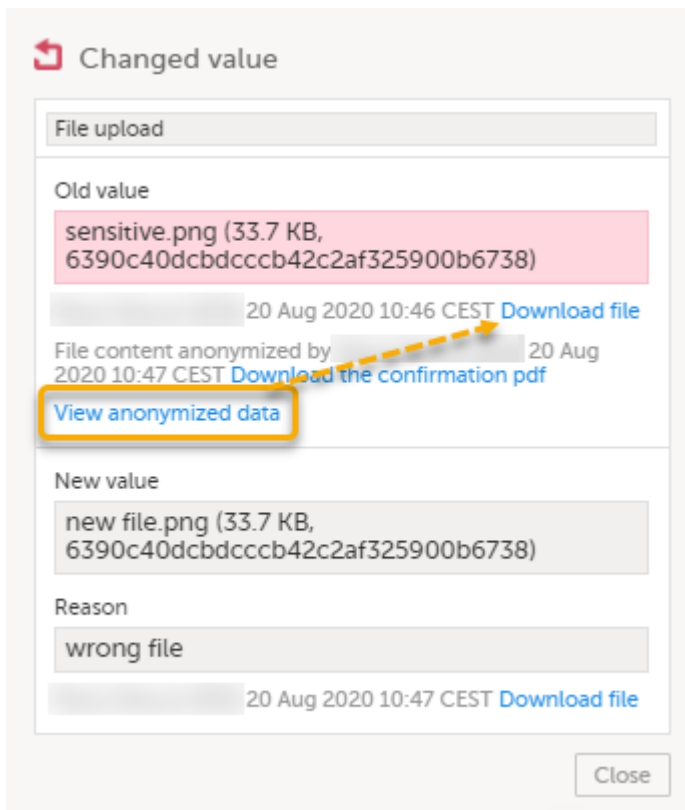 Changed value
File upload
Old value
sensitive.png (33.7 KB,
6390c40dcbdcccb42c2af325900b6738)
20 Aug 2020 10:46 CEST Download file
File content anonymized by 20 Aug
2020 10:47 CEST Download the confirmation pdf
View anonymized data
New value
new file.png (33.7 KB,
6390c40dcbdcccb42c2af325900b6738)
Reason
wrong file
20 Aug 2020 10:47 CEST Download file
Close